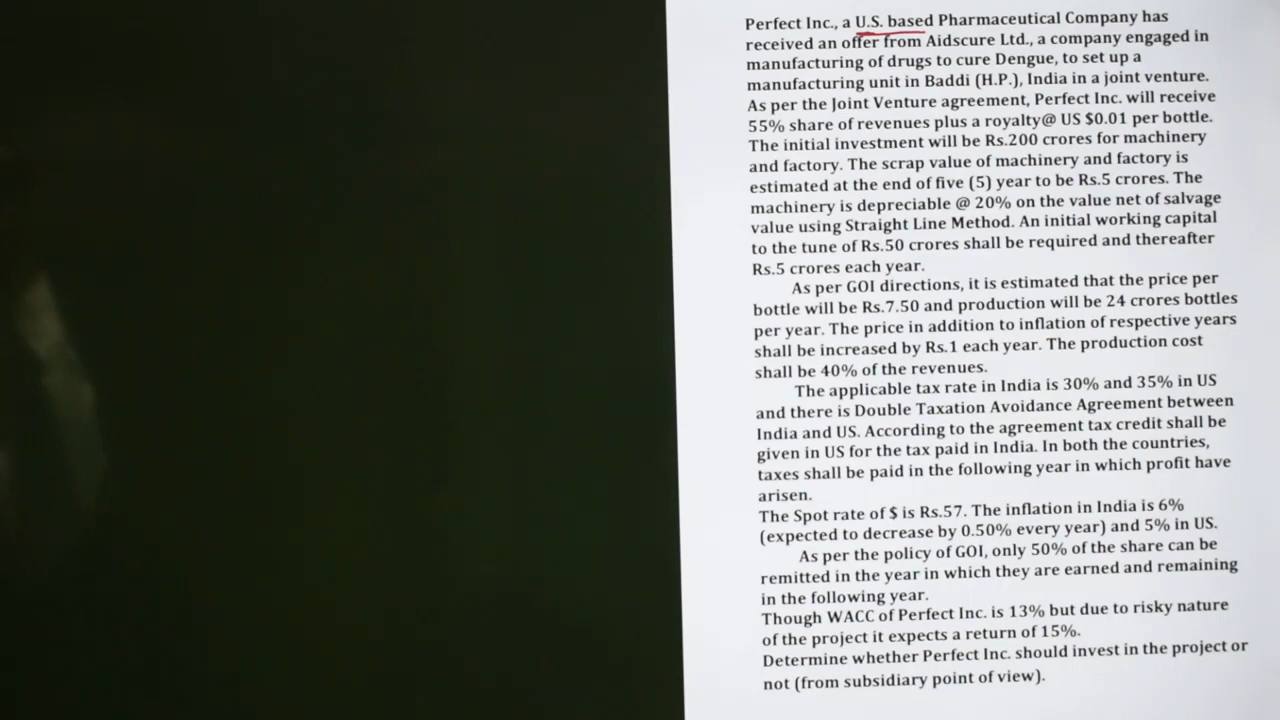 Perfect Inc., a U.S. based Pharmaceutical Company has
received an offer from Aidscure Ltd., a company engaged in
manufacturing of drugs to cure Dengue, to set up a
manufacturing unit in Baddi (H.P.), India in a joint venture.
As per the Joint Venture agreement, Perfect Inc. will receive
55% share of revenues plus a royalty@ US $0.01 per bottle.
The initial investment will be Rs.200 crores for machinery
and factory. The scrap value of machinery and factory is
estimated at the end of five (5) year to be Rs.5 crores. The
machinery is depreciable @ 20% on the value net of salvage
value using Straight Line Method. An initial working capital
to the tune of Rs.50 crores shall be required and thereafter
Rs.5 crores each year.
As per GOI directions, it is estimated that the price per
bottle will be Rs.7.50 and production will be 24 crores bottles
per year. The price in addition to inflation of respective years
shall be increased by Rs.1 each year. The production cost
shall be 40% of the revenues.
The applicable tax rate in India is 30% and 35% in US
and there is Double Taxation Avoidance Agreement between
India and US. According to the agreement tax credit shall be
given in US for the tax paid in India. In both the countries,
taxes shall be paid in the following year in which profit have
arisen.
The Spot rate of $ is Rs.57. The inflation in India is 6%
(expected to decrease by 0.50% every year) and 5% in US.
As per the policy of GOI, only 50% of the share can be
remitted in the year in which they are earned and remaining
in the following year.
Though WACC of Perfect Inc. is 13% but due to risky nature
of the project it expects a return of 15%.
Determine whether Perfect Inc. should invest in the project or
not (from subsidiary point of view).